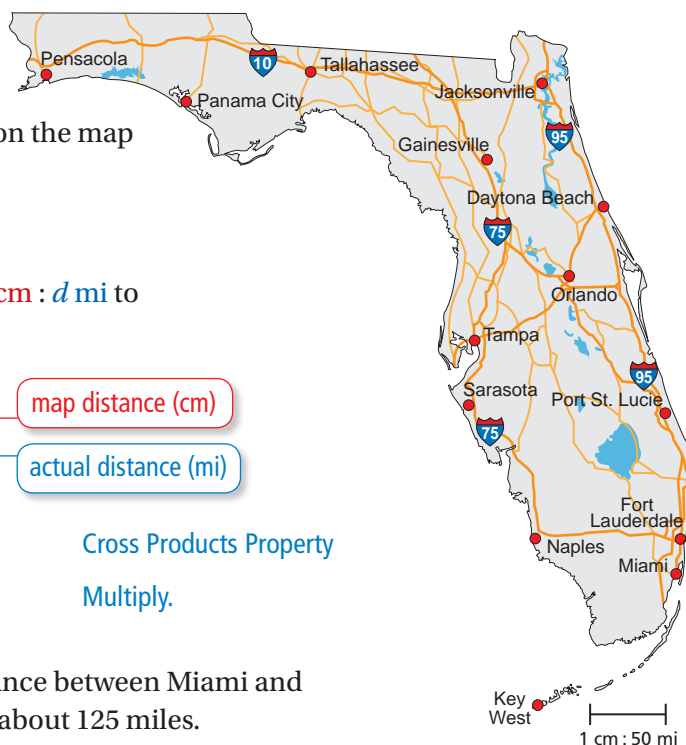 Pensacola
10
Tallahassee
Panama City
Jacksonville
on the map
95
Gainesville
Daytona Beach
75
cm : d mi to
Orlando
Tampa
95
map distance (cm)
Sarasota
Port St. Lucie
75
actual distance (mi)
Fort
Lauderdale
Cross Products Property
Naples
Miami
Multiply.
ance between Miami and
about 125 miles.
Key
West
1 cm : 50 mi